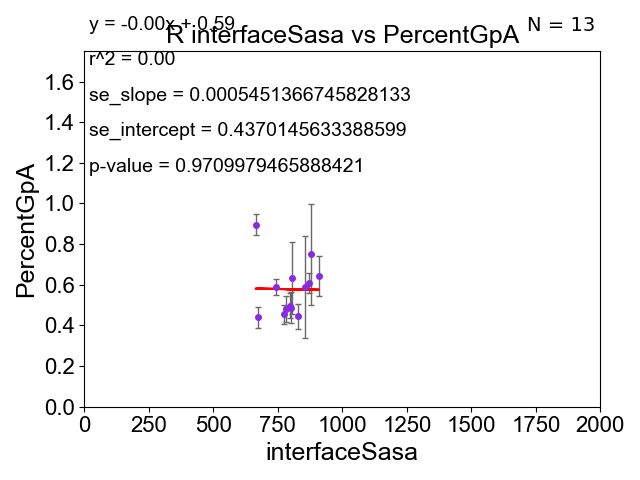 y = -0.00x + 0.59
R interfaceSasa vs PercentGpA
N = 13
r^2 = 0.00
se_slope = 0.0005451366745828133
se_intercept = 0.4370145633388599
p-value = 0.9709979465888421
PercentGpA
1.6
1.4
1.2
1.0
0.8
0.6
0.4
0.2
0.0
0 250 500 750 1000 1250 1500 1750 2000
interfaceSasa